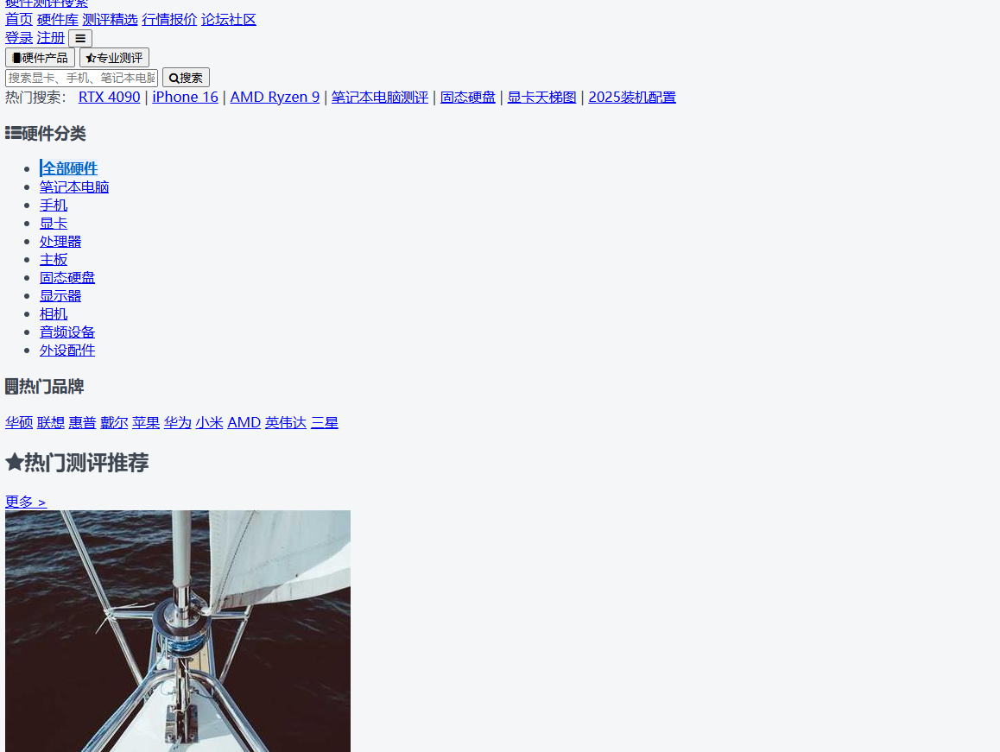 硬件测评搜索
首页 硬件库 测评精选 行情报价 论坛社区
登录 注册
硬件产品 专业测评
搜索显卡、手机、笔记本电脑 搜索
热门搜索： RTX 4090 | iPhone 16 | AMD Ryzen 9 | 笔记本电脑测评 | 固态硬盘 | 显卡天梯图 | 2025装机配置
硬件分类
全部硬件
笔记本电脑
手机
显卡
处理器
主板
固态硬盘
显示器
相机
音频设备
外设配件
热门品牌
华硕 联想 惠普 戴尔 苹果 华为 小米 AMD 英伟达 三星
热门测评推荐
更多 >